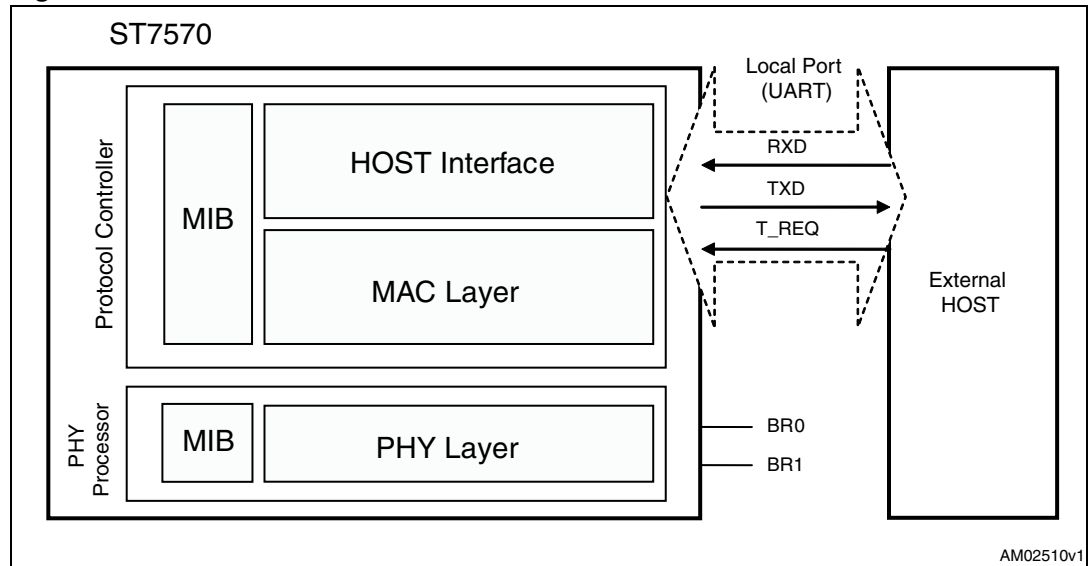 ST7570
Local Port
(UART)
Protocol Controller
MIB
HOST Interface
MAC Layer
RXD
TXD
T_REQ
External
HOST
PHY
Processor
MIB
PHY Layer
BR0
BR1
AM02510v1